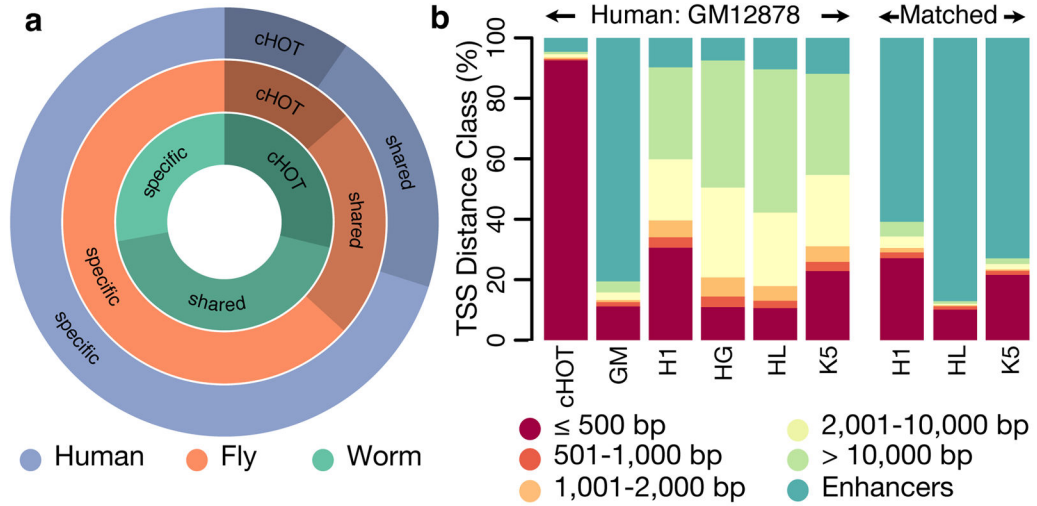 a
cHOT
shared
specific
cHOT
shared
specific
cHOT
shared
specific
Human
Fly
Worm
b
← Human: GM12878 →
←Matched→
TSS Distance Class (%)
100
80
60
40
20
0
cHOT
GM
H1
HG
HL
K5
H1
HL
K5
≤ 500 bp
501-1,000 bp
1,001-2,000 bp
2,001-10,000 bp
> 10,000 bp
Enhancers